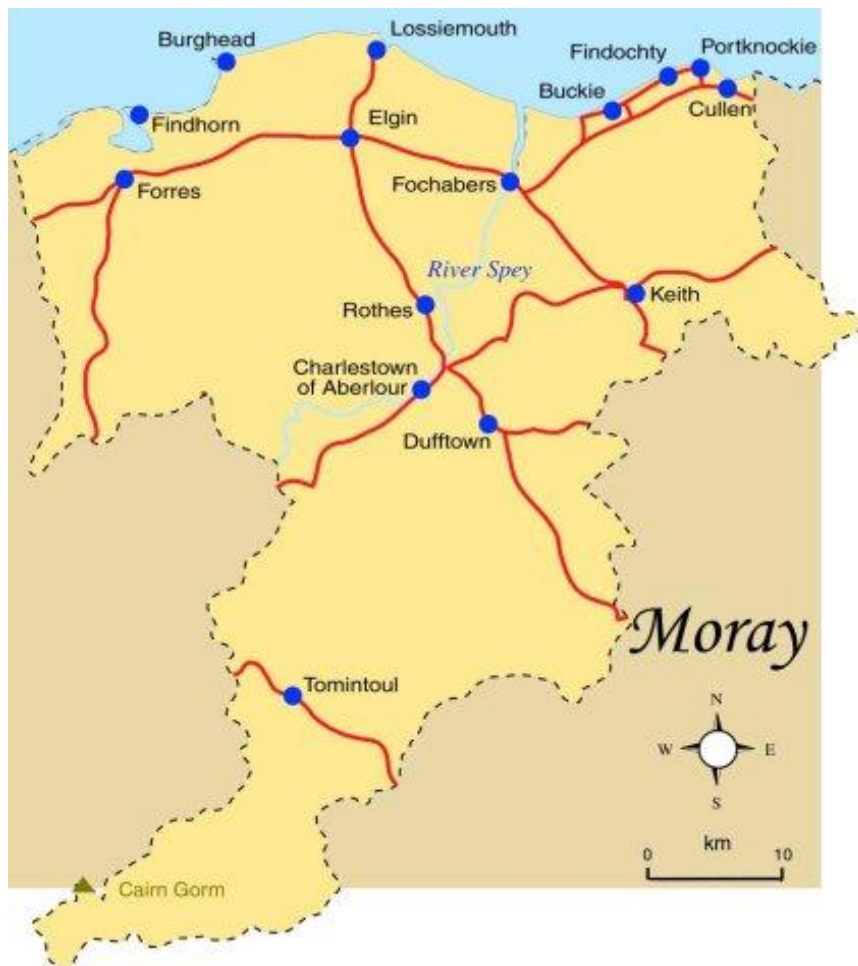 Lossiemouth
Burghead
Portknockie
Findochty
Buckie
Cullen
Findhorn
Elgin
Forres
Fochabers
River Spey
Rothes
Keith
Charlestown
of Aberlour
Dufftown
Moray
Tomintoul
N
W
E
S
km
0
10
Cairn Gorm